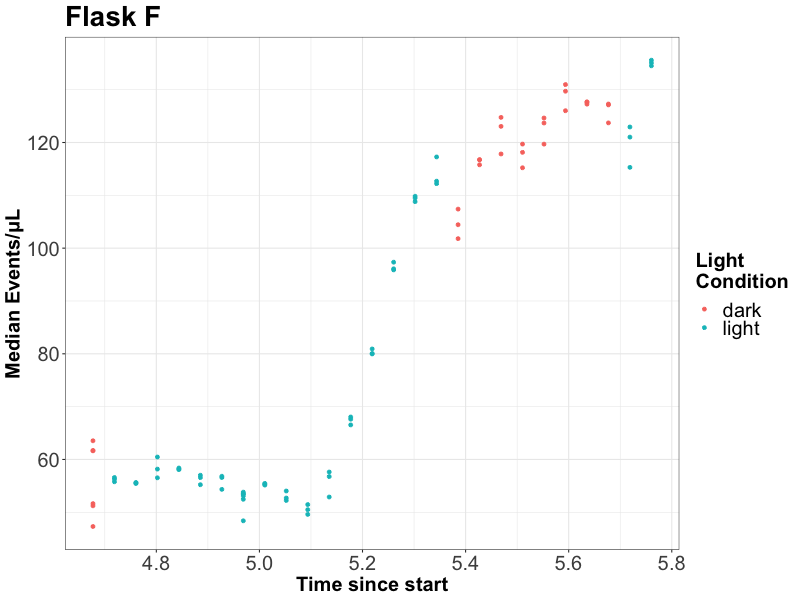 Flask F
Median Events/µL
120
100
80
60
4.8
5.0
5.2
5.4
5.6
5.8
Time since start
Light
Condition
dark
light